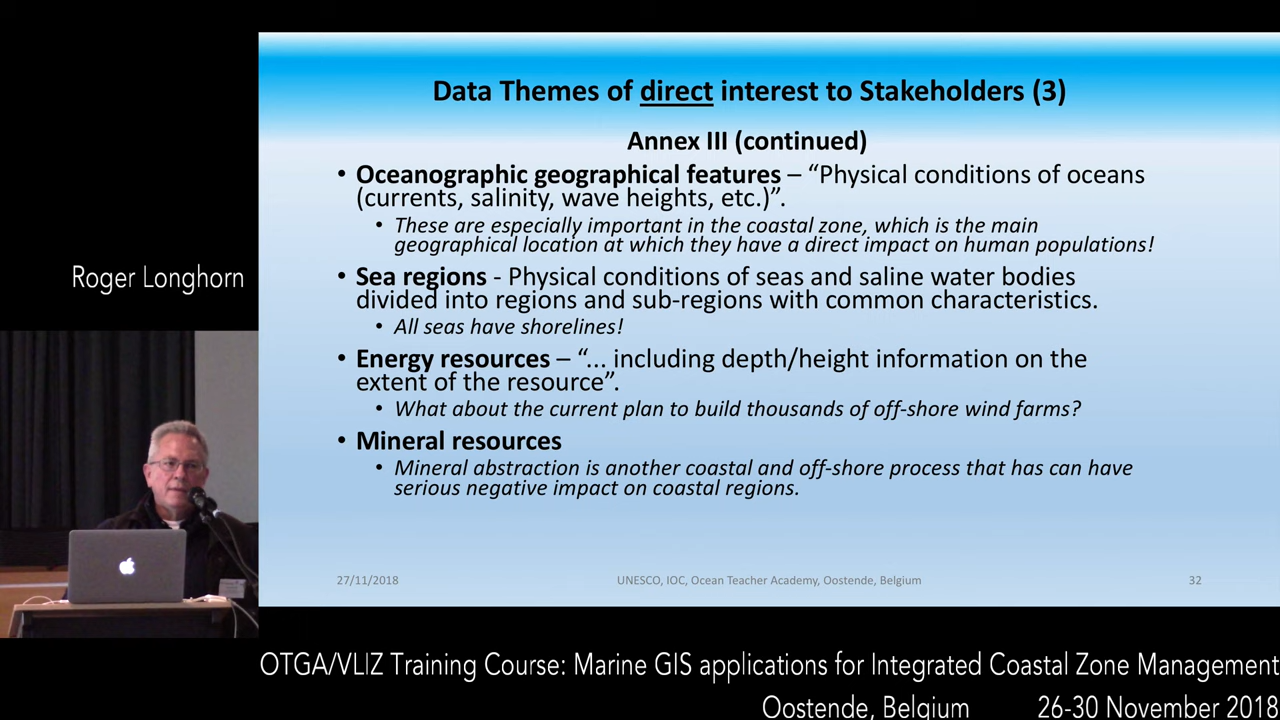 Data Themes of direct interest to Stakeholders (3)
Annex III (continued)
• Oceanographic geographical features – “Physical conditions of oceans
(currents, salinity, wave heights, etc.)”.
• These are especially important in the coastal zone, which is the main
geographical location at which they have a direct impact on human populations!
• Sea regions - Physical conditions of seas and saline water bodies
divided into regions and sub-regions with common characteristics.
• All seas have shorelines!
• Energy resources – “... including depth/height information on the
extent of the resource”.
• What about the current plan to build thousands of off-shore wind farms?
• Mineral resources
• Mineral abstraction is another coastal and off-shore process that has can have
serious negative impact on coastal regions.
27/11/2018 UNESCO, IOC, Ocean Teacher Academy, Oostende, Belgium 32
Roger Longhorn
OTGA/VLIZ Training Course: Marine GIS applications for Integrated Coastal Zone Management
Oostende, Belgium 26-30 November 2018